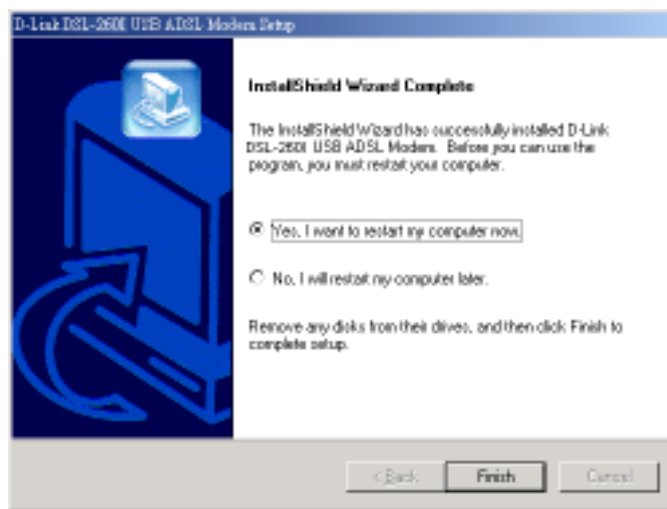 D-Link DSL-260I USB ADSL Modem Setup
InstallShield Wizard Complete
The InstallShield Wizard has successfully installed D-Link
DSL-260I USB ADSL Modem. Before you can use the
program, you must restart your computer.
Yes, I want to restart my computer now.
No, I will restart my computer later.
Remove any disks from their drives, and then click Finish to
complete setup.
< Back
Finish
Cancel